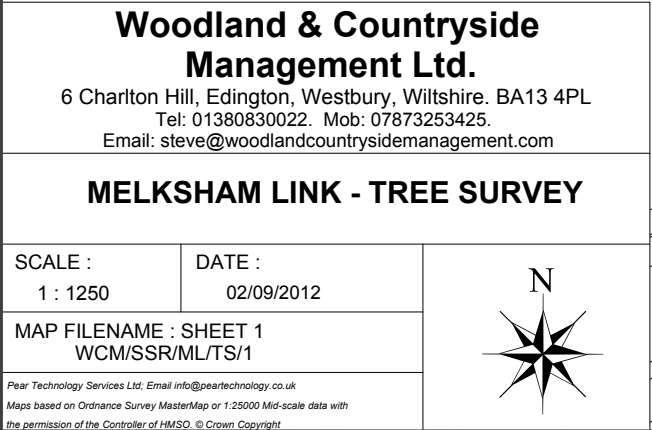 Woodland & Countryside
Management Ltd.
6 Charlton Hill, Edington, Westbury, Wiltshire. BA13 4PL
Tel: 01380830022. Mob: 07873253425.
Email: steve@woodlandcountrysidemanagement.com
MELKSHAM LINK - TREE SURVEY
SCALE :
1 : 1250
DATE :
02/09/2012
MAP FILENAME : SHEET 1
WCM/SSR/ML/TS/1
N
Pear Technology Services Ltd; Email info@peartechnology.co.uk
Maps based on Ordnance Survey MasterMap or 1:25000 Mid-scale data with
the permission of the Controller of HMSO. © Crown Copyright